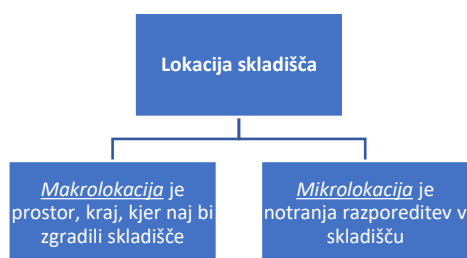 Lokacija skladišča
Makrolokacija je
prostor, kraj, kjer naj bi
zgradili skladišče
Mikrolokacija je
notranja razporeditev v
skladišču